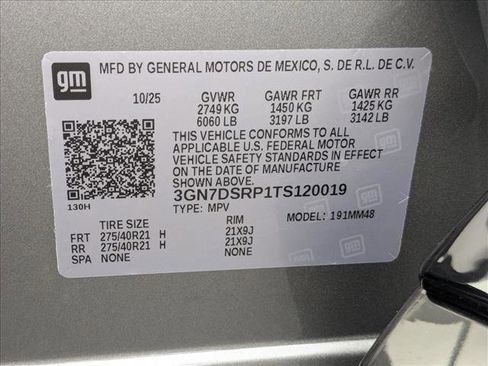 gm
MFD BY GENERAL MOTORS DE MEXICO, S. DE R.L. DE C.V.
10/25 GVWR GAWR FRT GAWR RR
2749 KG 1450 KG 1425 KG
6060 LB 3197 LB 3142 LB
THIS VEHICLE CONFORMS TO ALL
APPLICABLE U.S. FEDERAL MOTOR
VEHICLE SAFETY STANDARDS IN EFFECT
ON THE DATE OF MANUFACTURE
SHOWN ABOVE.
130H 3GN7DSRP1TS120019
TYPE: MPV MODEL: 191MM48
TIRE SIZE RIM
FRT 275/40R21 H 21X9J
RR 275/40R21 H 21X9J
SPA NONE NONE